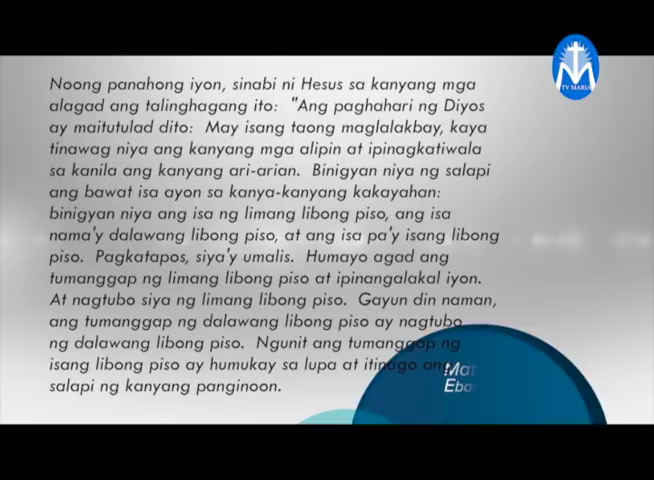 Noong panahong iyon, sinabi ni Hesus sa kanyang mga
alagad ang talinghagang ito:  "Ang paghahari ng Diyos
ay maitutulad dito:  May isang taong maglalakbay, kaya
tinawag niya ang kanyang mga alipin at ipinagkatiwala
sa kanila ang kanyang ari-arian.  Binigyan niya ng salapi
ang bawat isa ayon sa kanya-kanyang kakayahan:
binigyan niya ang isa ng limang libong piso, ang isa
nama'y dalawang libong piso, at ang isa pa'y isang libong
piso.  Pagkatapos, siya'y umalis.  Humayo agad ang
tumanggap ng limang libong piso at ipinangalakal iyon.
At nagtubo siya ng limang libong piso.  Gayun din naman,
ang tumanggap ng dalawang libong piso ay nagtubo
ng dalawang libong piso.  Ngunit ang tumanggap ng
isang libong piso ay humukay sa lupa at itinago ang
salapi ng kanyang panginoon.
TV MARIA